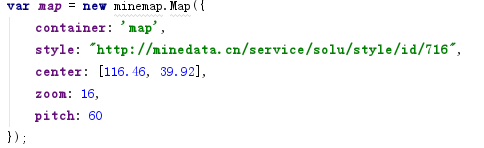 var map = new minemap.Map({
    container: 'map',
    style: "http://minedata.cn/service/solu/style/id/716",
    center: [116.46, 39.92],
    zoom: 16,
    pitch: 60
});